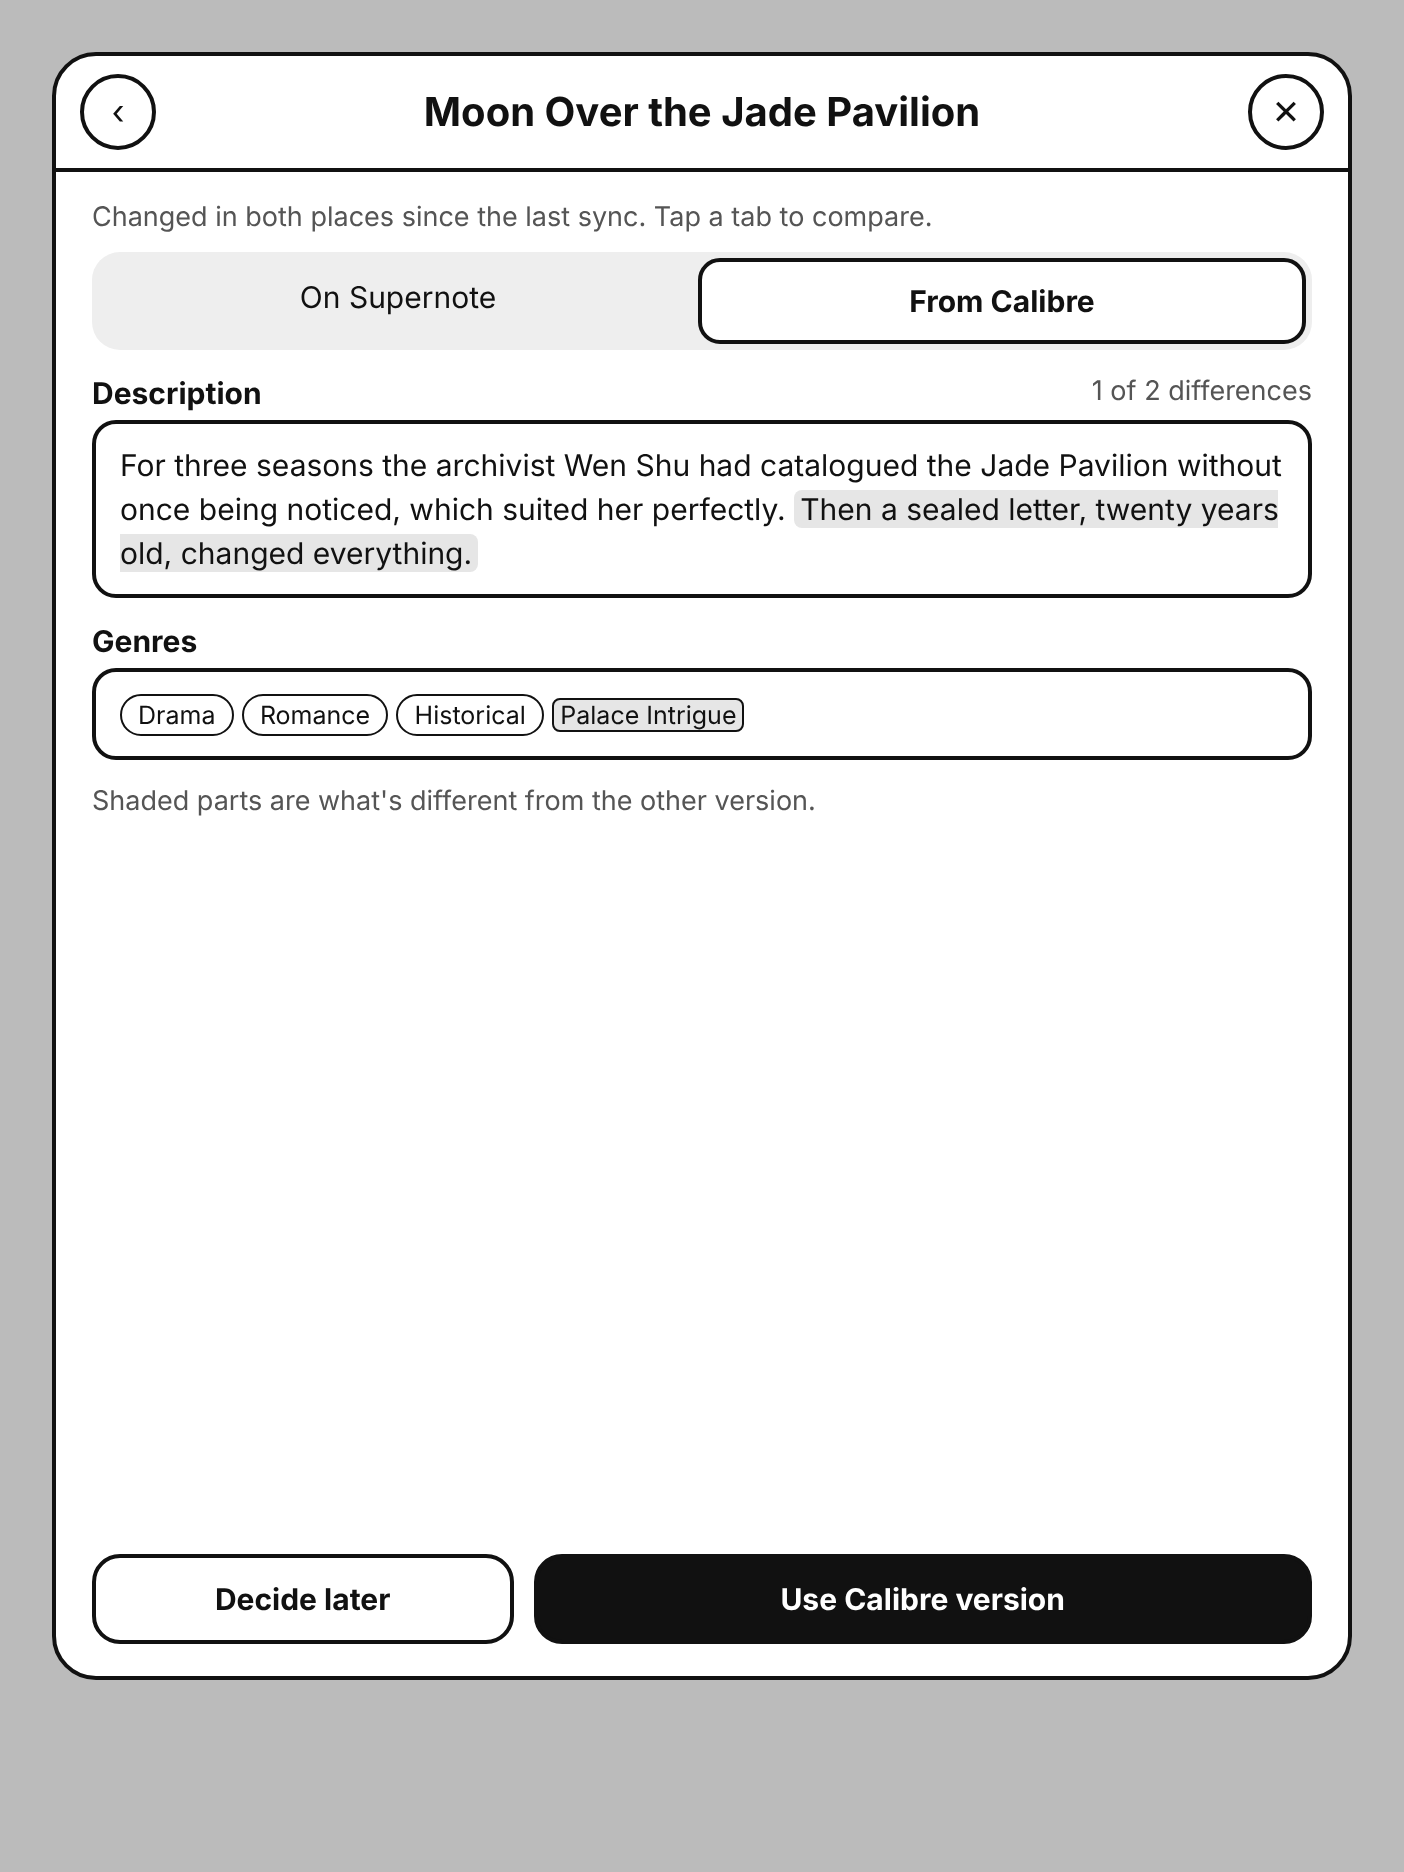 ‹
Moon Over the Jade Pavilion
✕
Changed in both places since the last sync. Tap a tab to compare.
On Supernote
From Calibre
Description
1 of 2 differences
For three seasons the archivist Wen Shu had catalogued the Jade Pavilion without
once being noticed, which suited her perfectly. Then a sealed letter, twenty years
old, changed everything.
Genres
Drama Romance Historical Palace Intrigue
Shaded parts are what's different from the other version.
Decide later
Use Calibre version